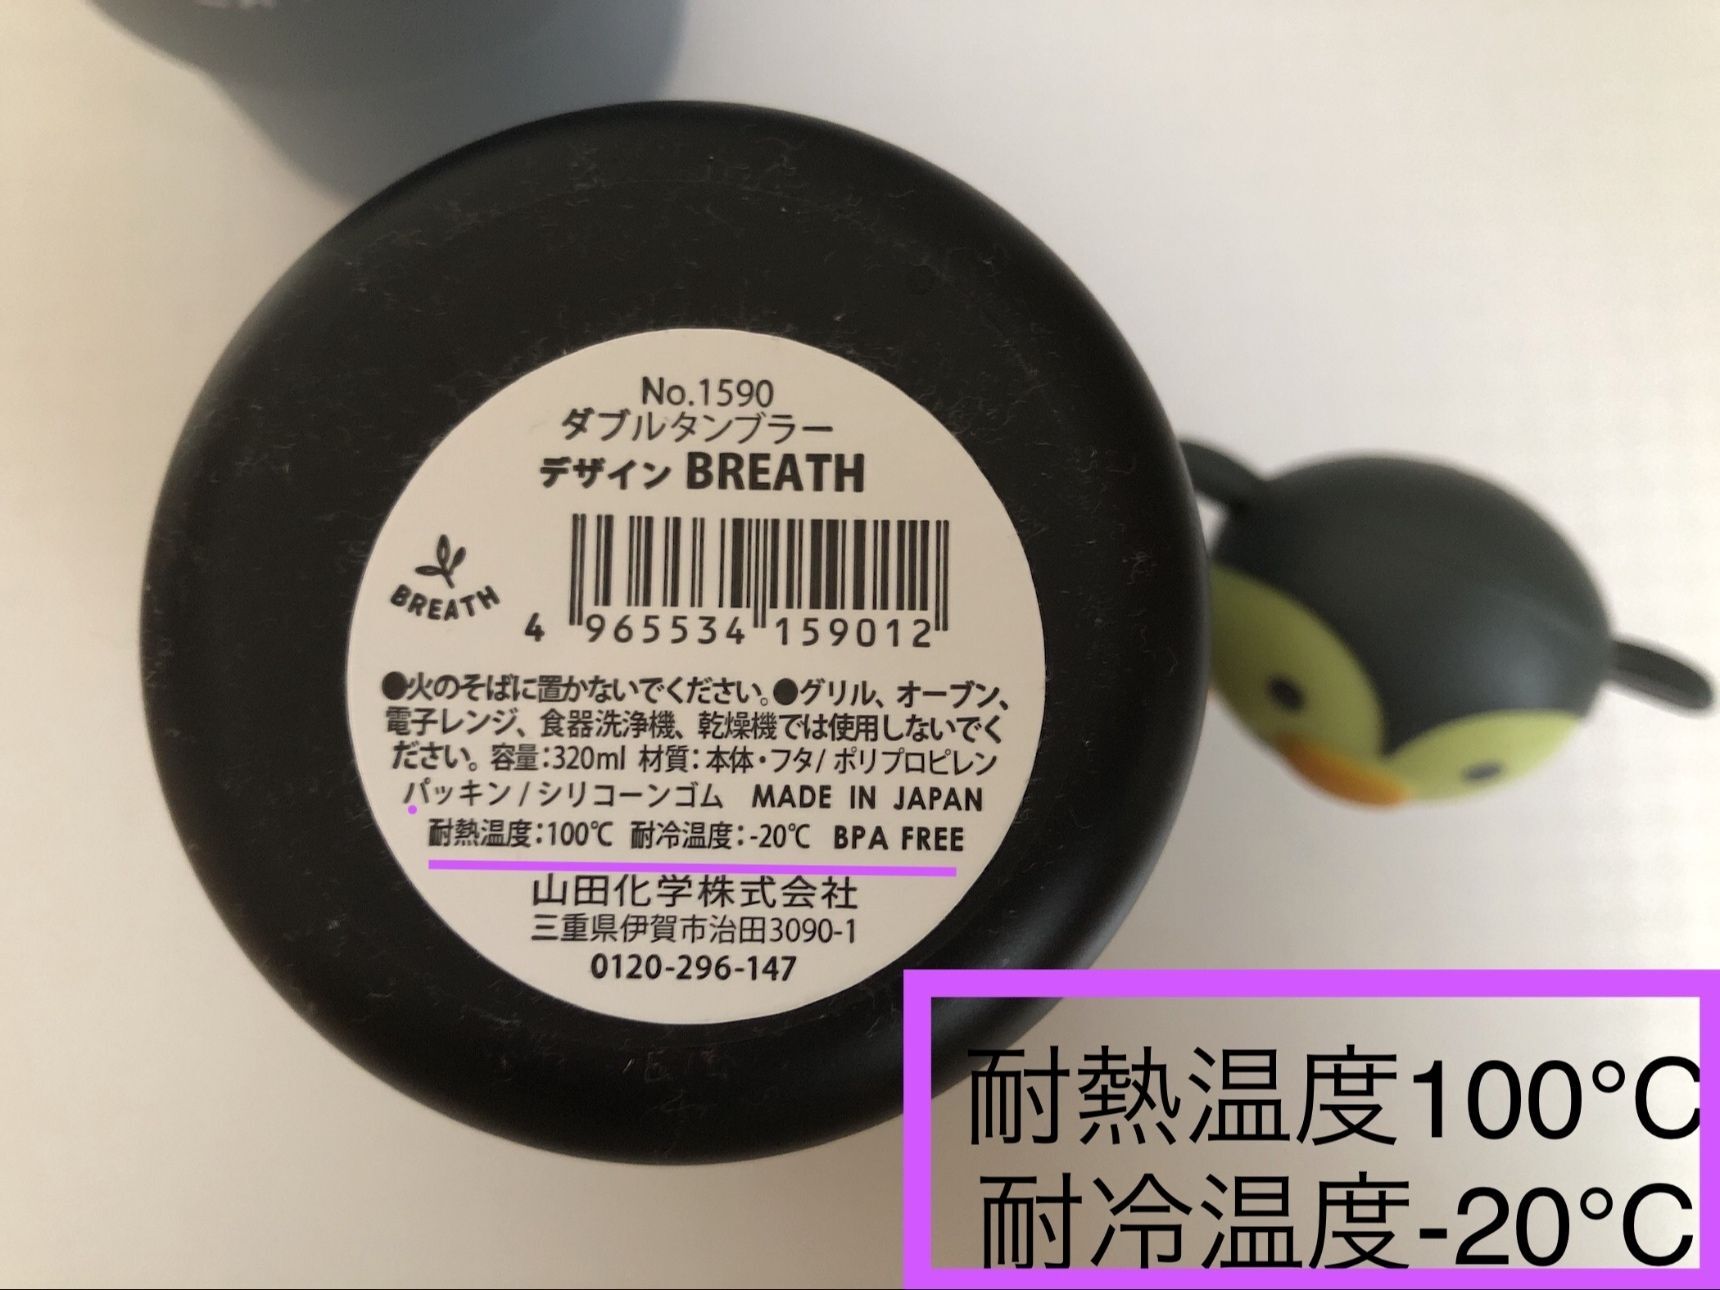 No.1590
ダブルタンブラー
デザイン BREATH
BREATH
4 965534 159012
●火のそばに置かないでください。●グリル、オーブン、
電子レンジ、食器洗浄機、乾燥機では使用しないでく
ださい。容量:320ml 材質:本体・フタ/ポリプロピレン
パッキン/シリコーンゴム MADE IN JAPAN
耐熱温度:100℃ 耐冷温度:-20℃ BPA FREE
山田化学株式会社
三重県伊賀市治田3090-1
0120-296-147
耐熱温度100°C
耐冷温度-20°C